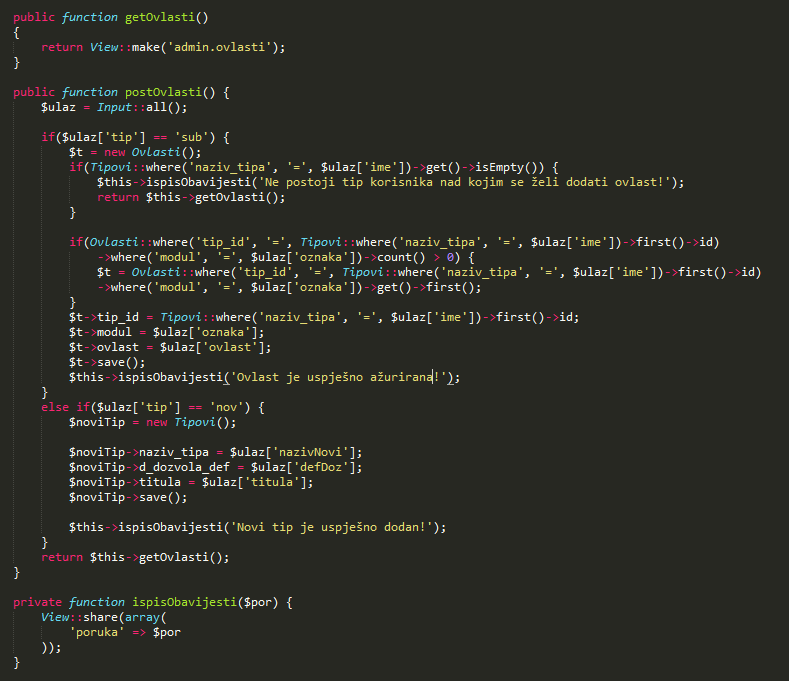 public function getOvlasti()
{
    return View::make('admin.ovlasti');
}

public function postOvlasti() {
    $ulaz = Input::all();

    if($ulaz['tip'] == 'sub') {
        $t = new Ovlasti();
        if(Tipovi::where('naziv_tipa', '=', $ulaz['ime'])->get()->isEmpty()) {
            $this->ispisObavijesti('Ne postoji tip korisnika nad kojim se želi dodati ovlast!');
            return $this->getOvlasti();
        }

        if(Ovlasti::where('tip_id', '=', Tipovi::where('naziv_tipa', '=', $ulaz['ime'])->first()->id)
            ->where('modul', '=', $ulaz['oznaka'])->count() > 0) {
            $t = Ovlasti::where('tip_id', '=', Tipovi::where('naziv_tipa', '=', $ulaz['ime'])->first()->id)
            ->where('modul', '=', $ulaz['oznaka'])->get()->first();
        }
        $t->tip_id = Tipovi::where('naziv_tipa', '=', $ulaz['ime'])->first()->id;
        $t->modul = $ulaz['oznaka'];
        $t->ovlast = $ulaz['ovlast'];
        $t->save();
        $this->ispisObavijesti('Ovlast je uspješno ažurirana!');
    }
    else if($ulaz['tip'] == 'nov') {
        $noviTip = new Tipovi();

        $noviTip->naziv_tipa = $ulaz['nazivNovi'];
        $noviTip->d_dozvola_def = $ulaz['defDoz'];
        $noviTip->titula = $ulaz['titula'];
        $noviTip->save();

        $this->ispisObavijesti('Novi tip je uspješno dodan!');
    }
    return $this->getOvlasti();
}

private function ispisObavijesti($por) {
    View::share(array(
        'poruka' => $por
    ));
}